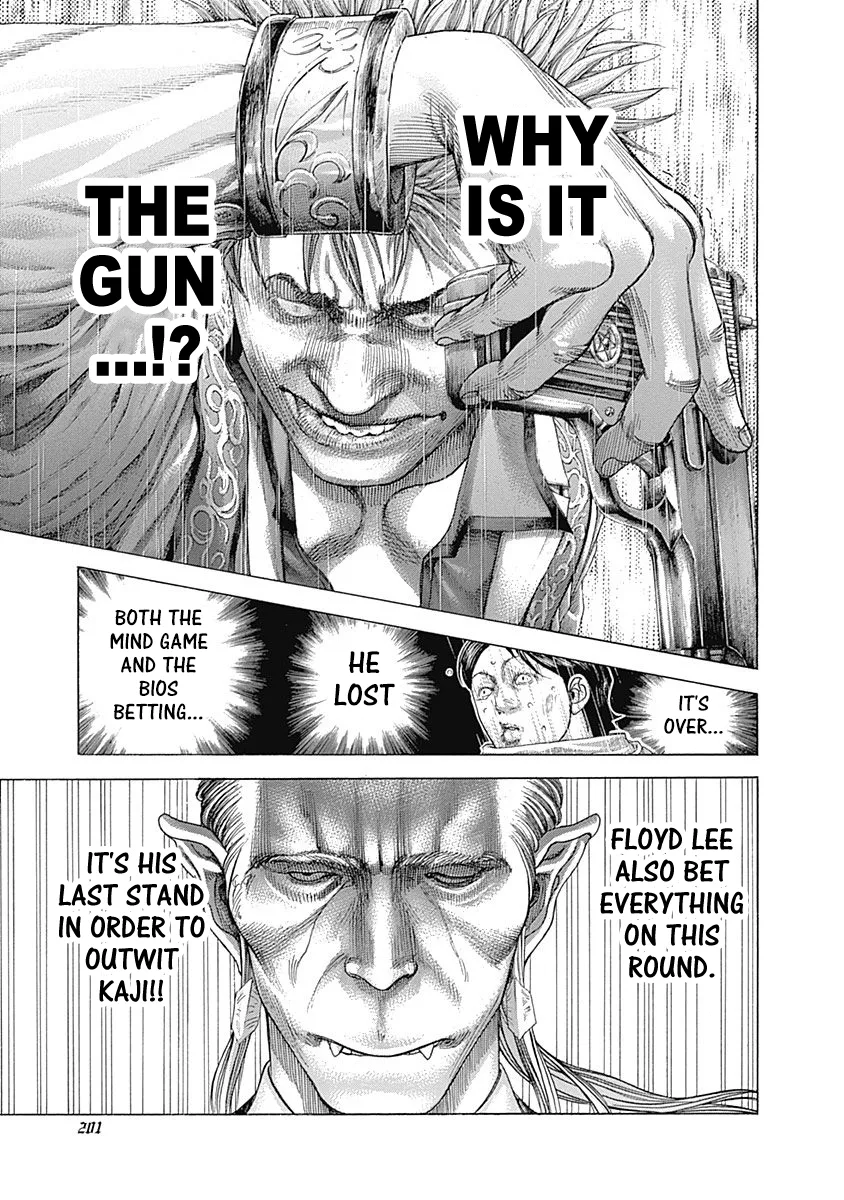 WHY
IS IT
THE
GUN
...!?
IT'S
OVER...
HE
LOST
BOTH THE
MIND GAME
AND THE
BIOS
BETTING...
FLOYD LEE
ALSO BET
EVERYTHING
ON THIS
ROUND.
IT'S HIS
LAST STAND
IN ORDER TO
OUTWIT
KAJI!!
201